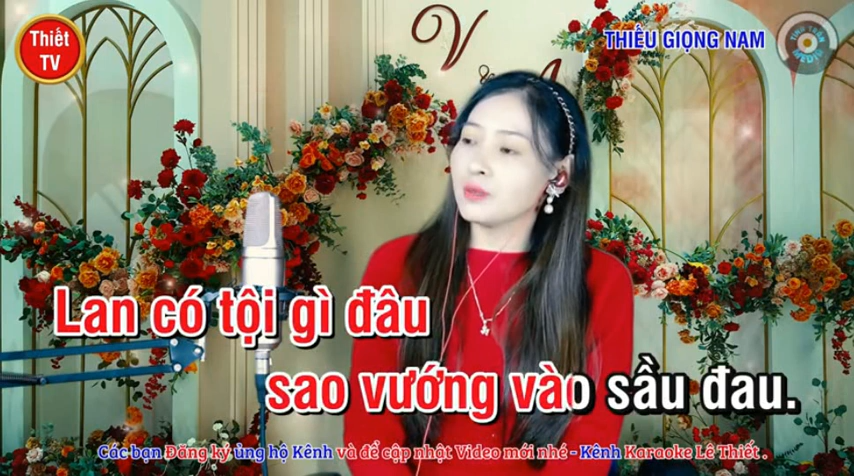 Thiết
TV
THIẾU GIỌNG NAM
V
Lan có tội gì đâu
sao vướng vào sầu đau.
Các bạn Đăng ký ủng hộ Kênh và để cập nhật Video mới nhé - Kênh Karaoke Lê Thiết .